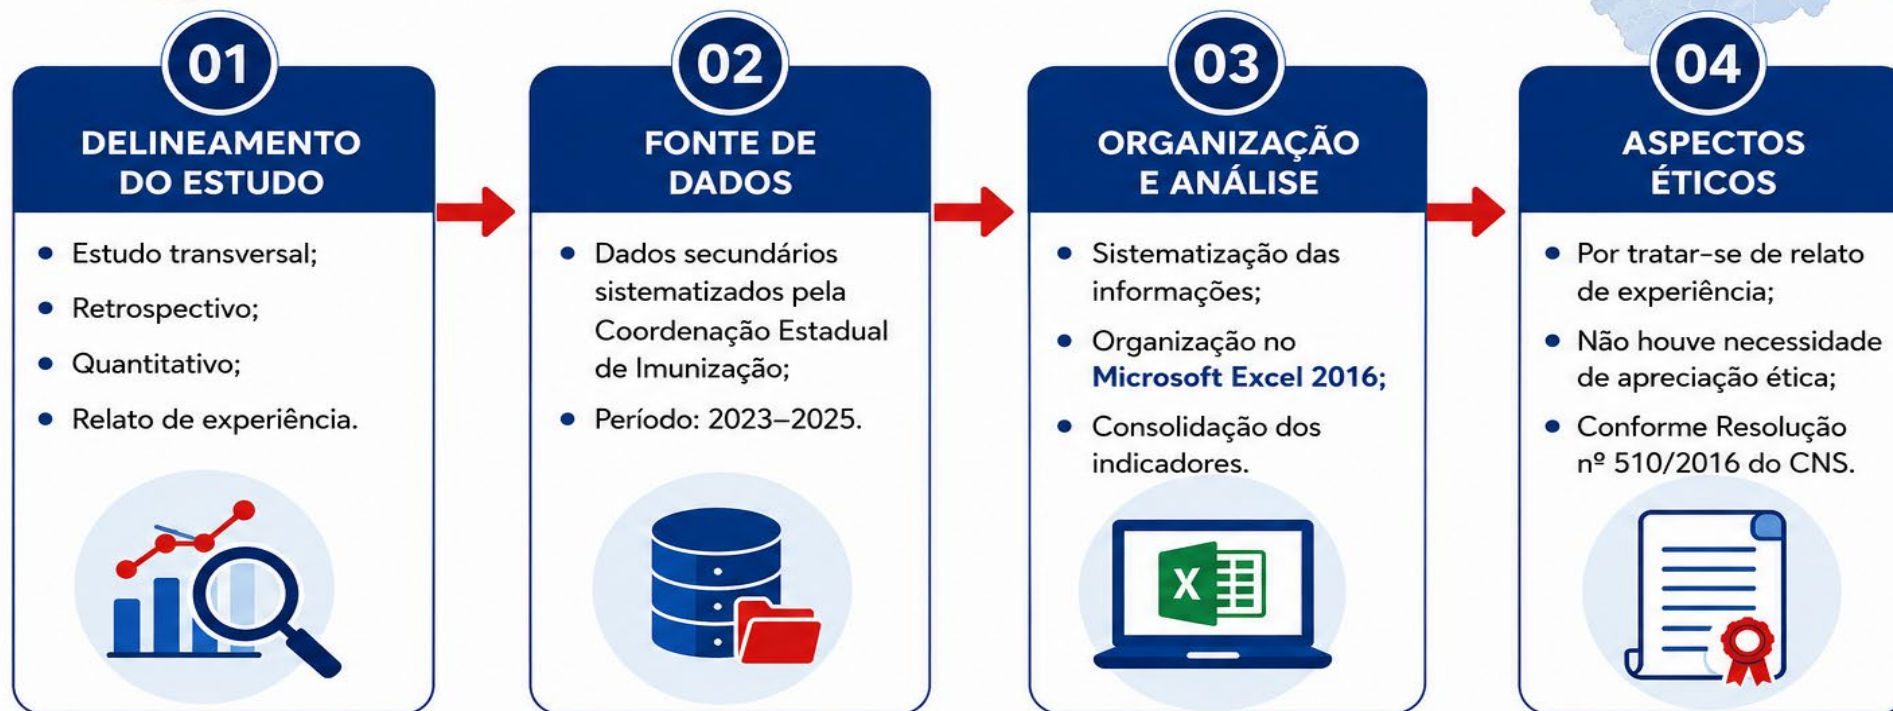 01
DELINEAMENTO
DO ESTUDO
• Estudo transversal;
• Retrospectivo;
• Quantitativo;
• Relato de experiência.
02
FONTE DE
DADOS
• Dados secundários
sistematizados pela
Coordenação Estadual
de Imunização;
• Período: 2023–2025.
03
ORGANIZAÇÃO
E ANÁLISE
• Sistematização das
informações;
• Organização no
Microsoft Excel 2016;
• Consolidação dos
indicadores.
X
04
ASPECTOS
ÉTICOS
• Por tratar-se de relato
de experiência;
• Não houve necessidade
de apreciação ética;
• Conforme Resolução
nº 510/2016 do CNS.